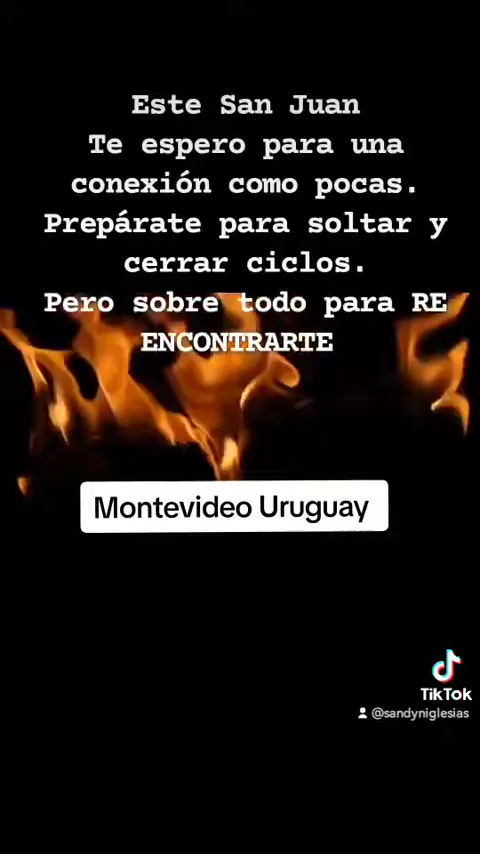 Este San Juan
Te espero para una
conexión como pocas.
Prepárate para soltar y
cerrar ciclos.
Pero sobre todo para RE
ENCONTRARTE
Montevideo Uruguay
TikTok
@sandyniglesias